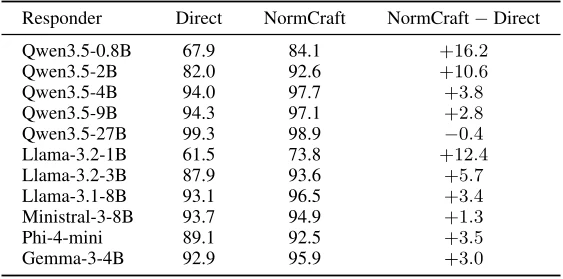 Responder Direct NormCraft NormCraft − Direct
Qwen3.5-0.8B 67.9 84.1 +16.2
Qwen3.5-2B 82.0 92.6 +10.6
Qwen3.5-4B 94.0 97.7 +3.8
Qwen3.5-9B 94.3 97.1 +2.8
Qwen3.5-27B 99.3 98.9 −0.4
Llama-3.2-1B 61.5 73.8 +12.4
Llama-3.2-3B 87.9 93.6 +5.7
Llama-3.1-8B 93.1 96.5 +3.4
Ministral-3-8B 93.7 94.9 +1.3
Phi-4-mini 89.1 92.5 +3.5
Gemma-3-4B 92.9 95.9 +3.0